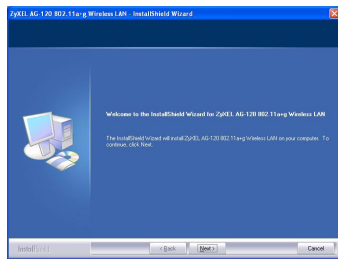 ZyXEL AG-120 802.11a+g Wireless LAN - InstallShield Wizard
Welcome to the InstallShield Wizard for ZyXEL AG-120 802.11a+g Wireless LAN
The InstallShield Wizard will install ZyXEL AG-120 802.11a+g Wireless LAN on your computer. To
continue, click Next.
InstallShield
< Back
Next >
Cancel